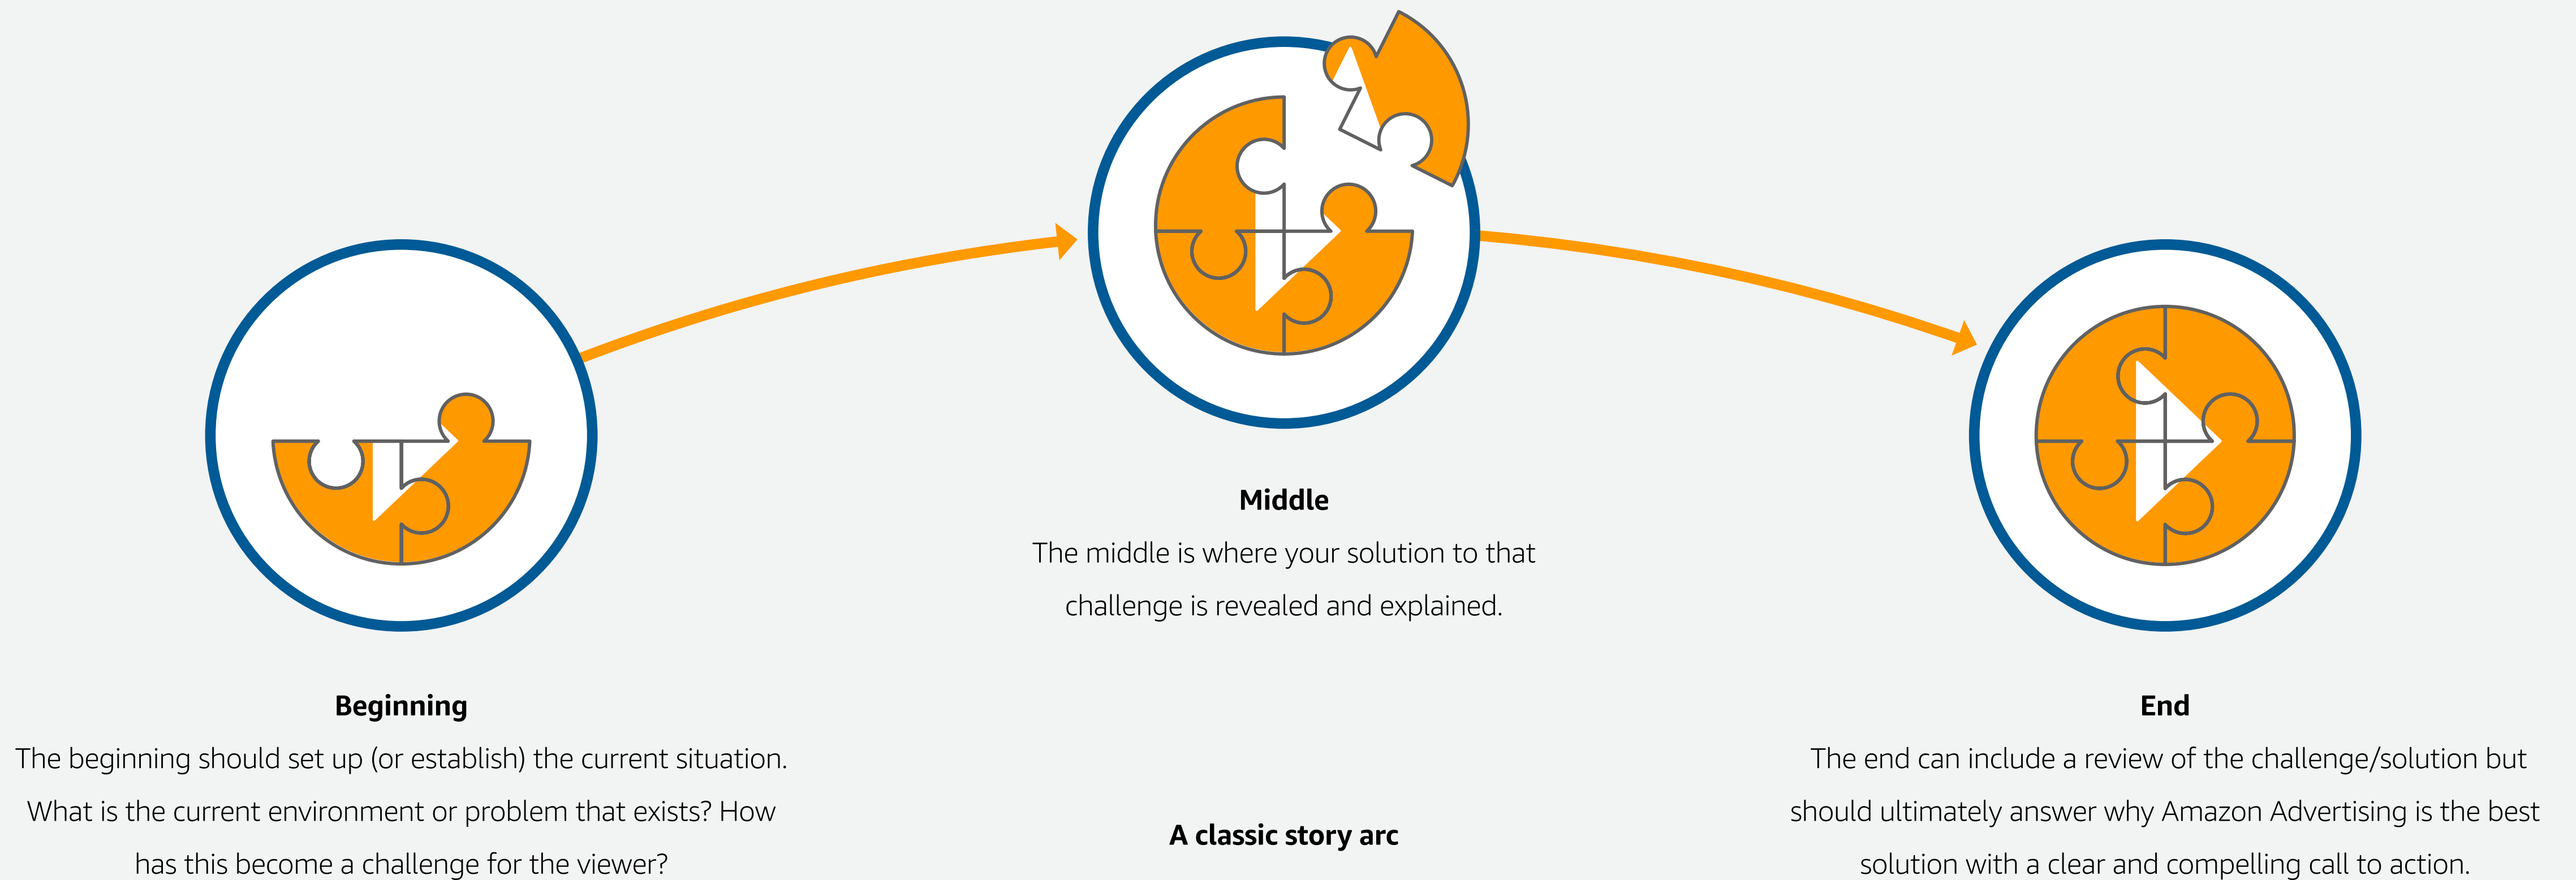 Beginning
The beginning should set up (or establish) the current situation.
What is the current environment or problem that exists? How
has this become a challenge for the viewer?
Middle
The middle is where your solution to that
challenge is revealed and explained.
A classic story arc
End
The end can include a review of the challenge/solution but
should ultimately answer why Amazon Advertising is the best
solution with a clear and compelling call to action.